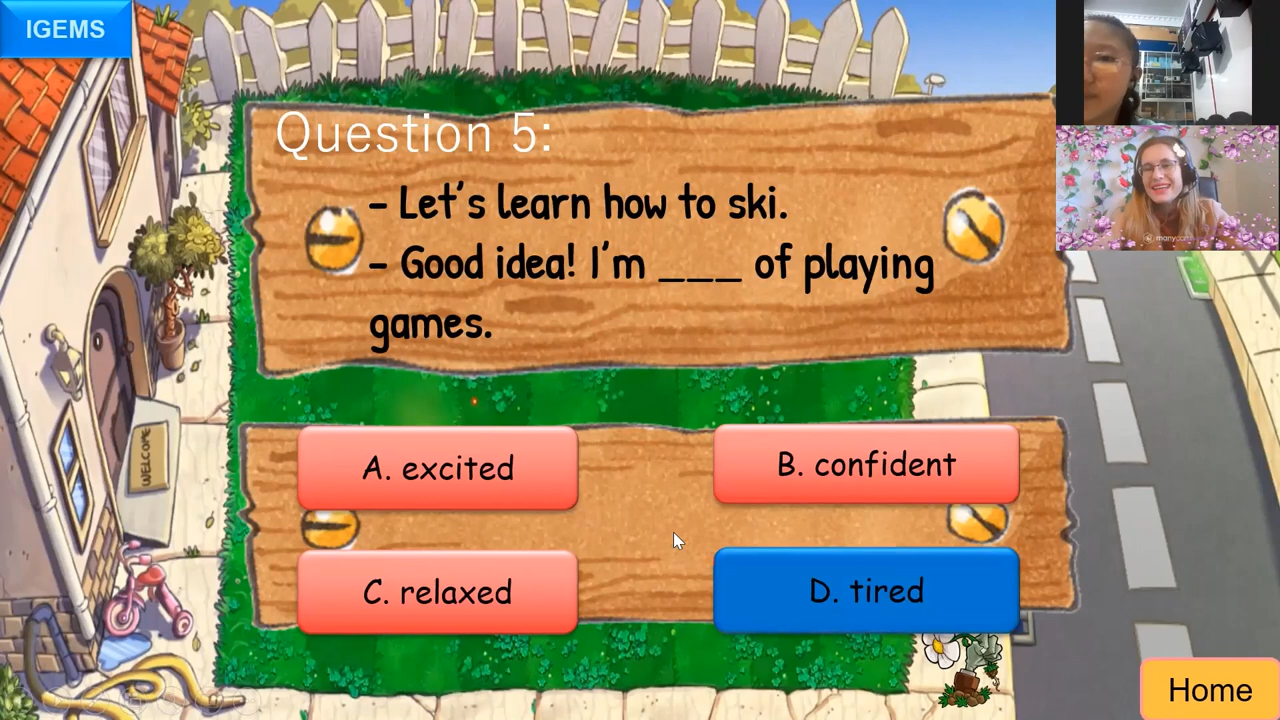 IGEMS
Question 5:
– Let's learn how to ski.
– Good idea! I'm ___ of playing
games.
A. excited
B. confident
C. relaxed
D. tired
WELCOME
Home